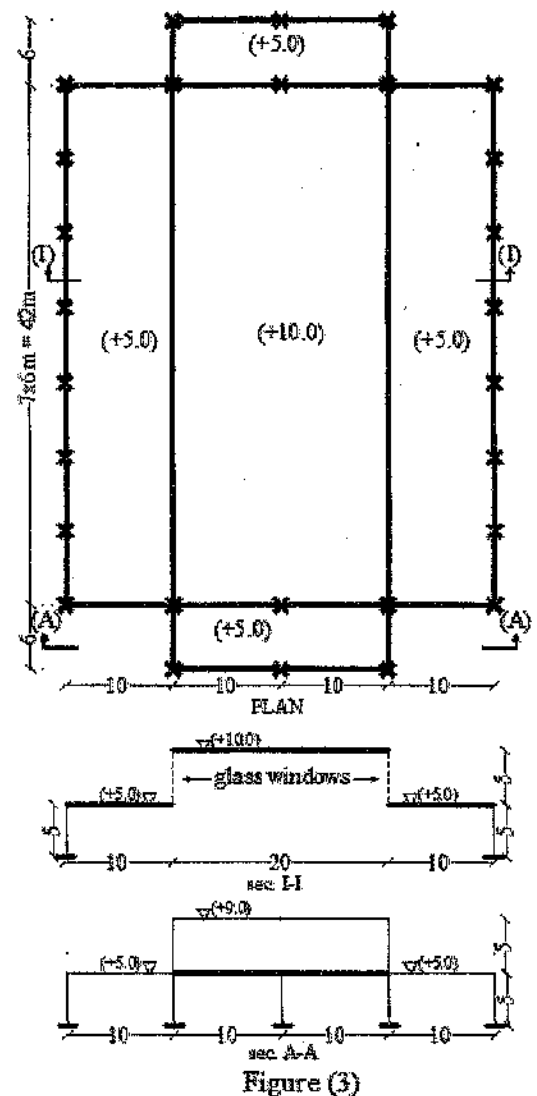 6
(+5.0)
(I)
(I)
7x6m = 42m
(+5.0)
(+10.0)
(+5.0)
(A)
(A)
6
(+5.0)
10
10
10
10
PLAN
(+10.0)
glass windows
5
(+5.0)
(+5.0)
5
5
10
20
10
sec. I-I
(+9.0)
5
(+5.0)
(+5.0)
5
10
10
10
10
sec. A-A
Figure (3)